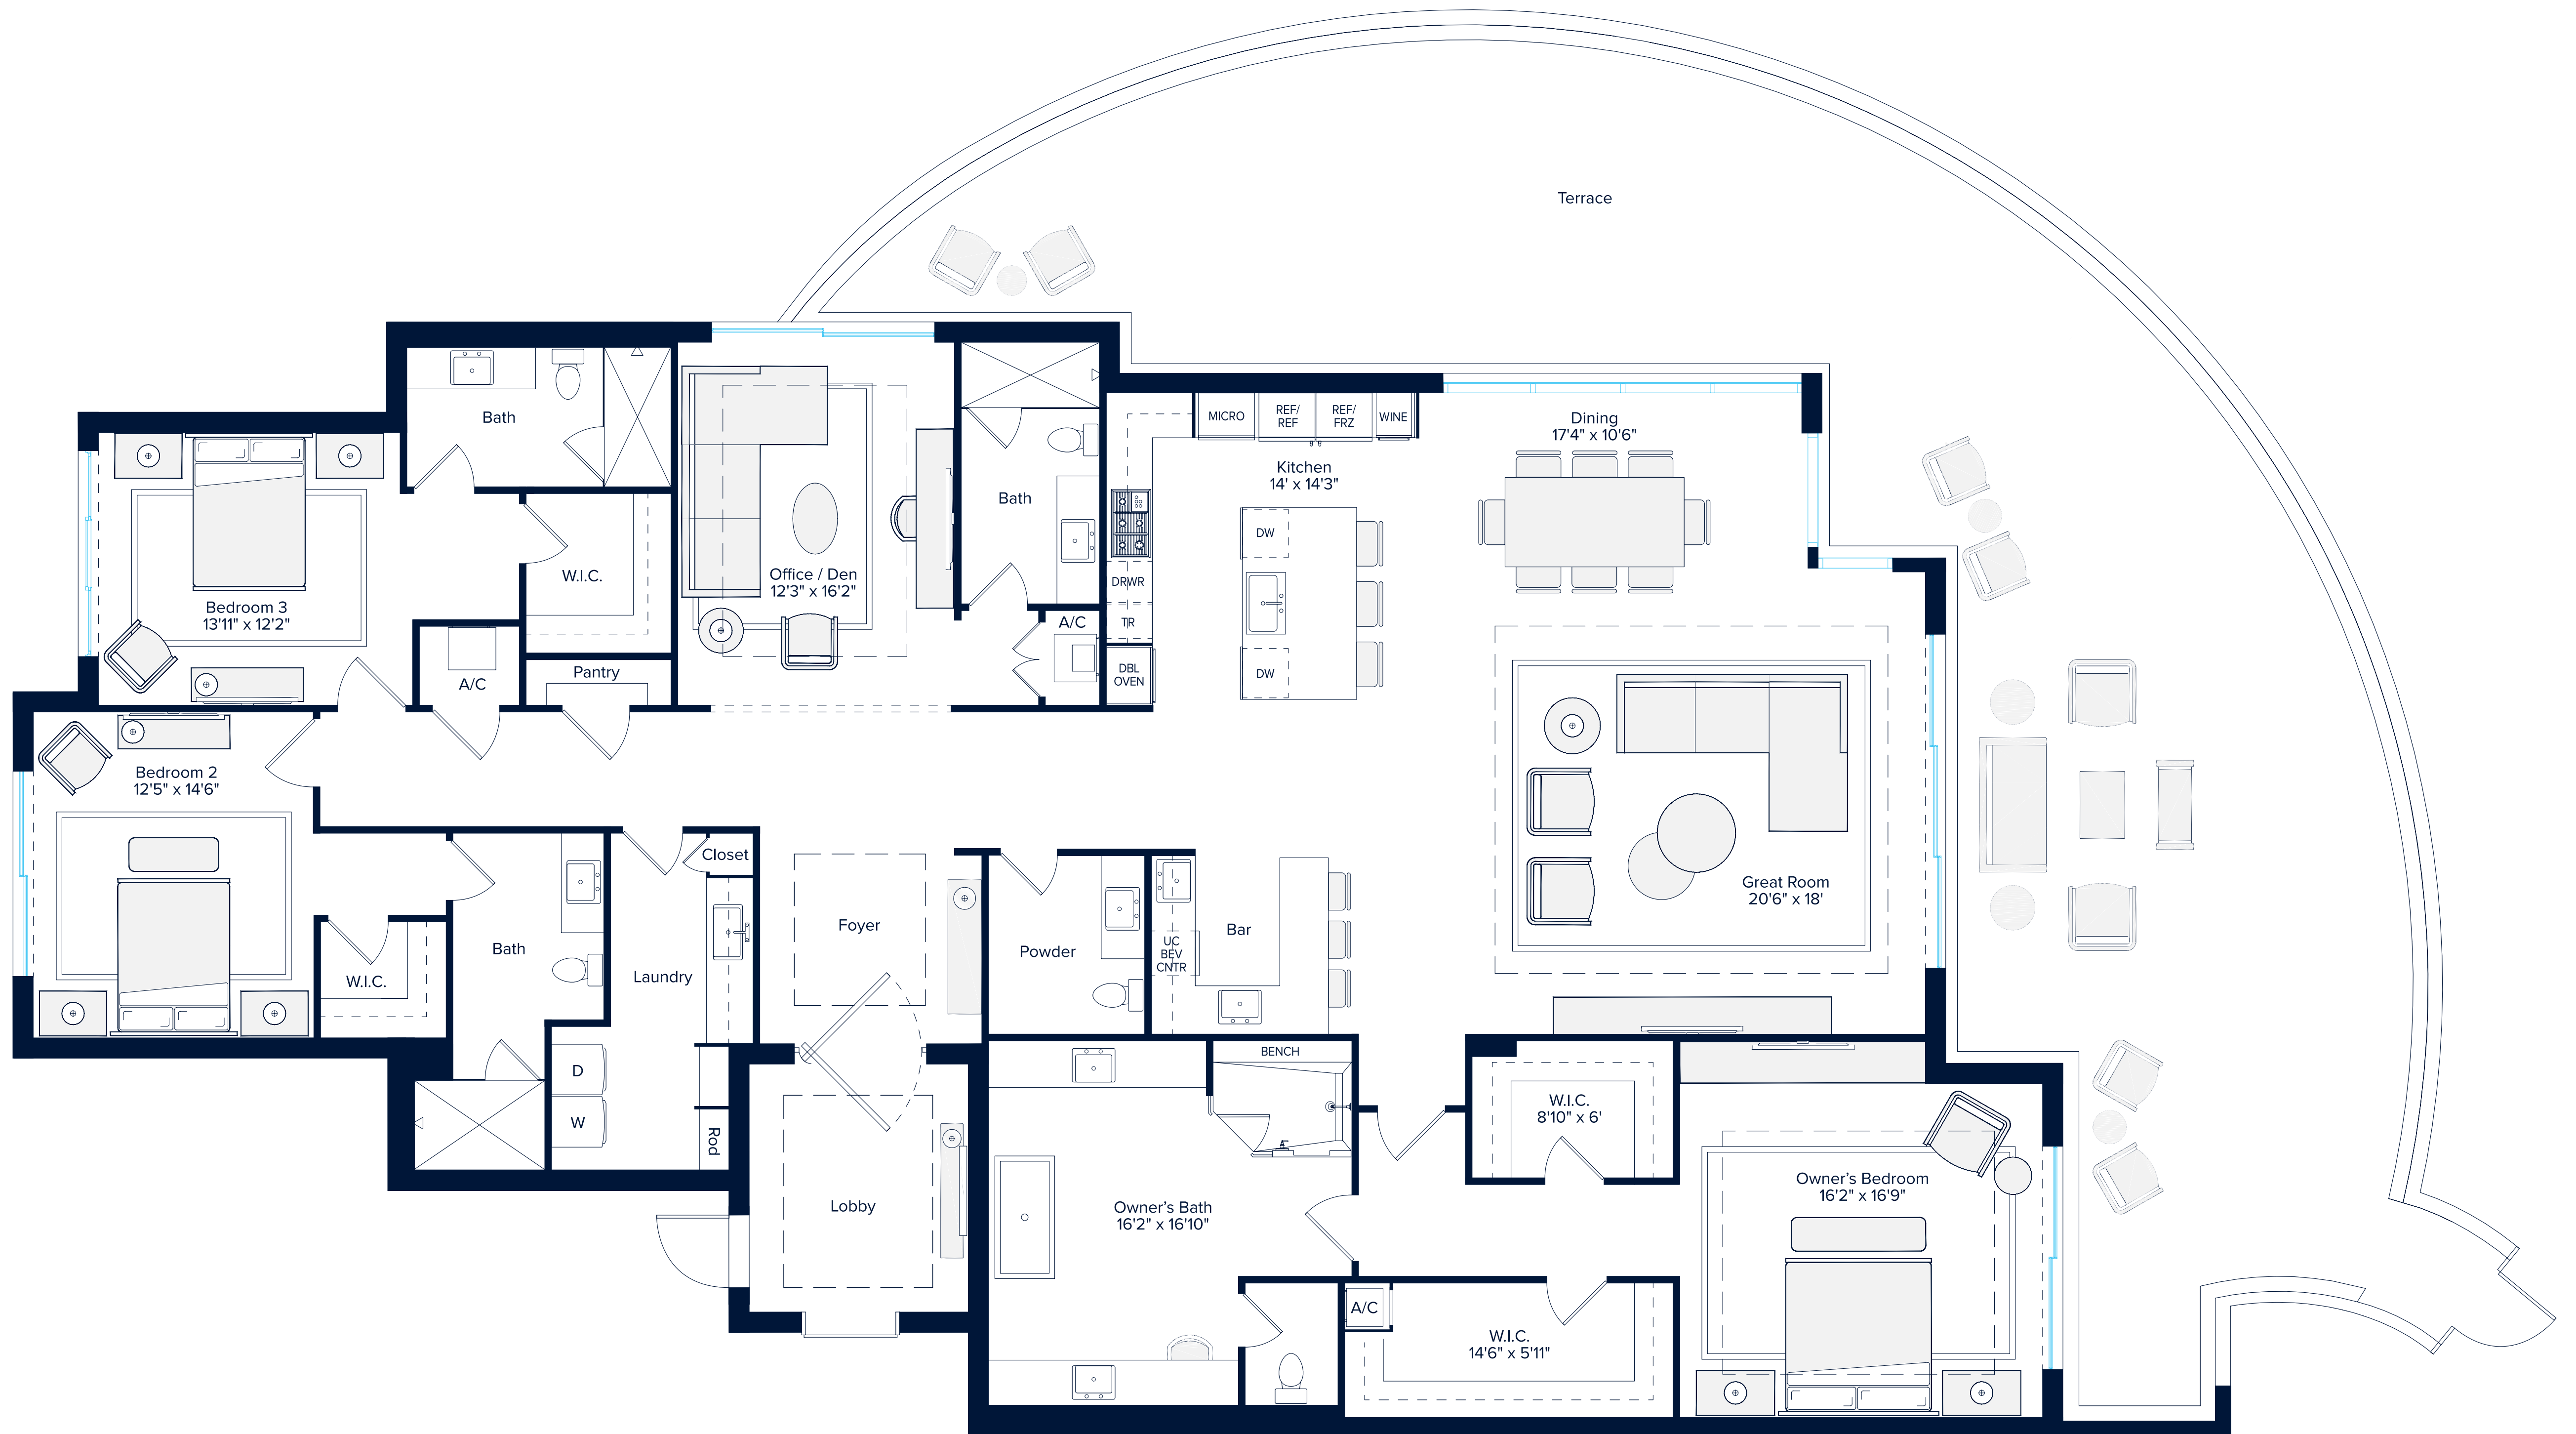 Terrace
Bath
MICRO
REF/
REF
REF/
FRZ
WINE
Dining
17'4" x 10'6"
Kitchen
14' x 14'3"
Bath
DW
W.I.C.
Office / Den
12'3" x 16'2"
DRWR
Bedroom 3
13'11" x 12'2"
A/C
TR
Pantry
A/C
DBL
OVEN
DW
Bedroom 2
12'5" x 14'6"
Closet
Great Room
20'6" x 18'
Foyer
Bar
Bath
Powder
UC
BEV
CNTR
Laundry
W.I.C.
BENCH
D
W.I.C.
8'10" x 6'
W
Rod
Owner’s Bedroom
16'2" x 16'9"
Lobby
Owner’s Bath
16'2" x 16'10"
A/C
W.I.C.
14'6" x 5'11"